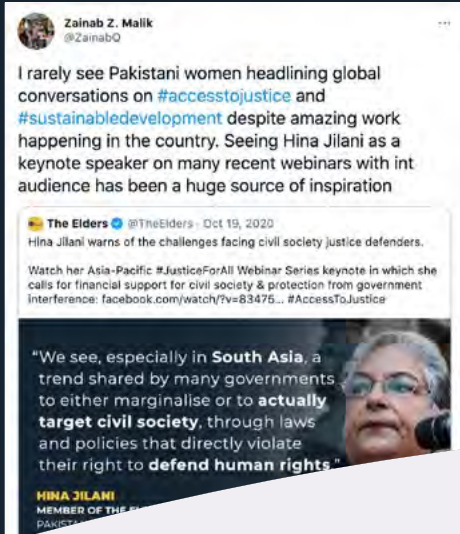 Zainab Z. Malik
@ZainabQ
I rarely see Pakistani women headlining global
conversations on #accesstojustice and
#sustainabledevelopment despite amazing work
happening in the country. Seeing Hina Jilani as a
keynote speaker on many recent webinars with int
audience has been a huge source of inspiration
The Elders @TheElders · Oct 19, 2020
Hina Jilani warns of the challenges facing civil society justice defenders.
Watch her Asia-Pacific #JusticeForAll Webinar Series keynote in which she
calls for financial support for civil society & protection from government
interference: facebook.com/watch/?v=83475... #AccessToJustice
“We see, especially in South Asia, a
trend shared by many governments
to either marginalise or to actually
target civil society, through laws
and policies that directly violate
their right to defend human rights.”
HINA JILANI
MEMBER OF THE